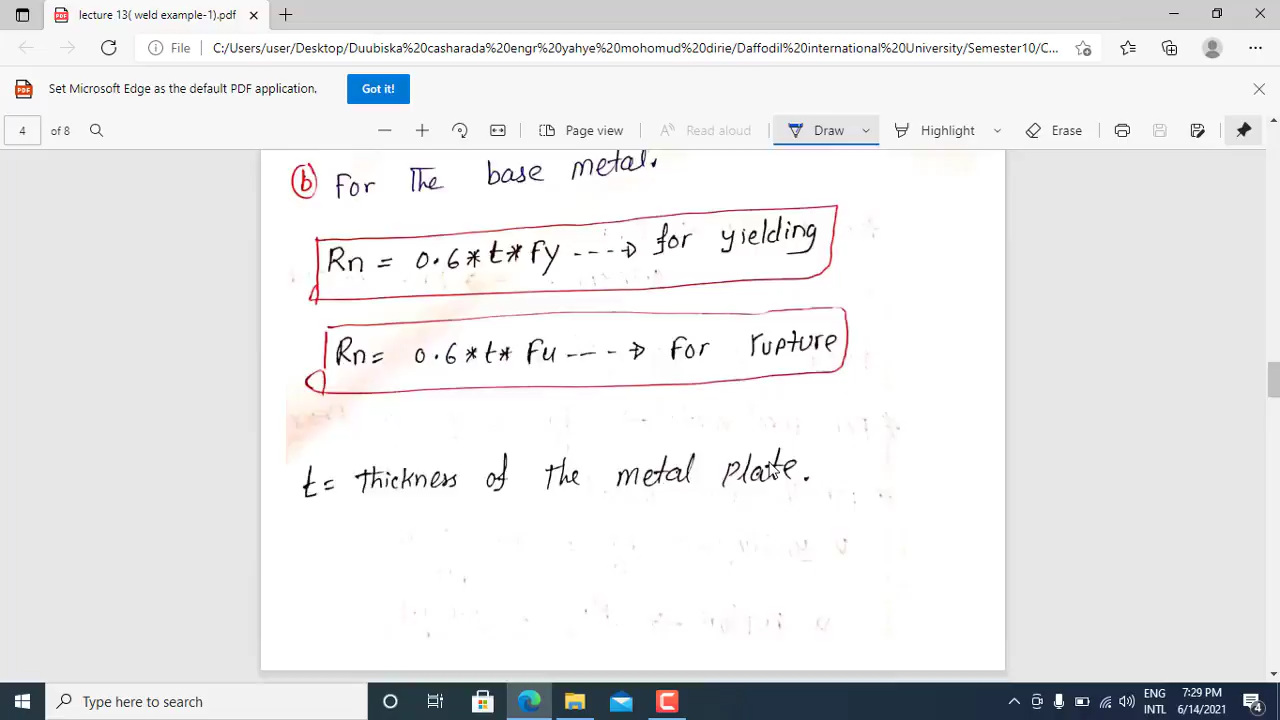 lecture 13( weld example-1).pdf
File C:/Users/user/Desktop/Duubiska%20casharada%20engr%20yahye%20mohomud%20dirie/Daffodil%20international%20University/Semester10/C...
Set Microsoft Edge as the default PDF application. Got it!
4 of 8 Page view Read aloud Draw Highlight Erase
b For The base metal.
Rn = 0.6*t*Fy ---→ for yielding
Rn= 0.6*t* Fu---→ For rupture
t= Thickness of The metal plate.
Type here to search
ENG
INTL
7:29 PM
6/14/2021
4